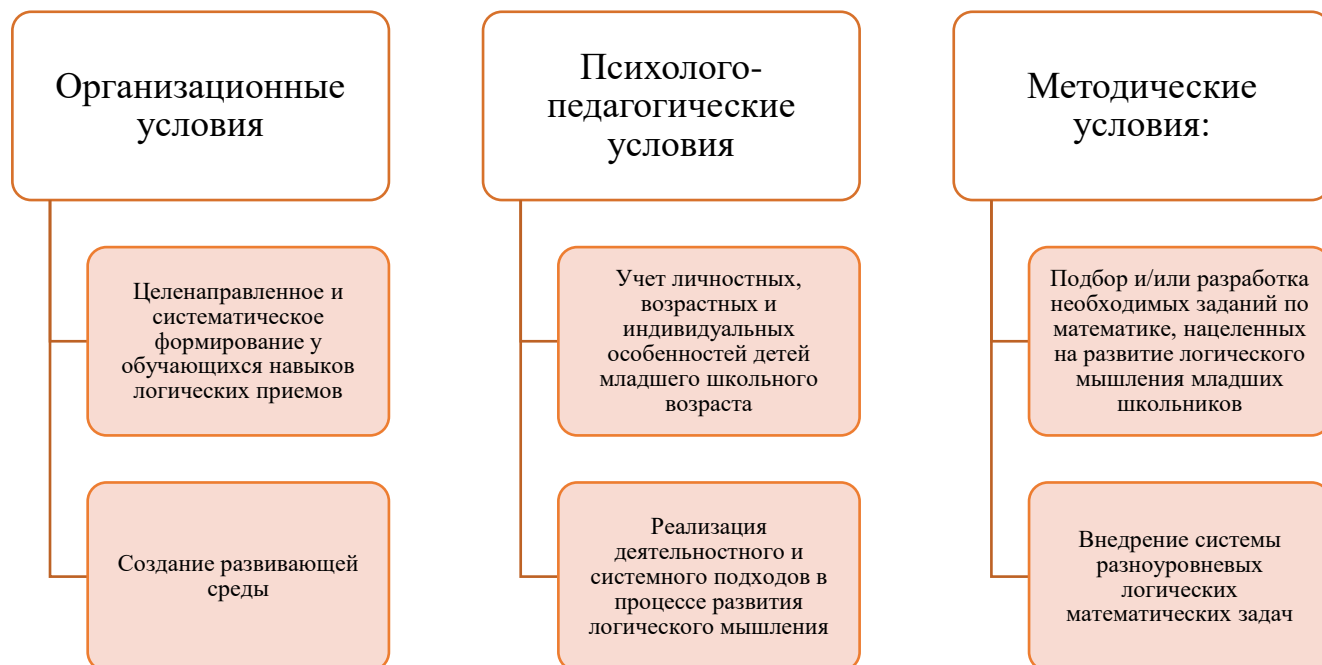 Организационные
условия
Целенаправленное и
систематическое
формирование у
обучающихся навыков
логических приемов
Создание развивающей
среды
Психолого-
педагогические
условия
Учет личностных,
возрастных и
индивидуальных
особенностей детей
младшего школьного
возраста
Реализация
деятельностного и
системного подходов в
процессе развития
логического мышления
Методические
условия:
Подбор и/или разработка
необходимых заданий по
математике, нацеленных
на развитие логического
мышления младших
школьников
Внедрение системы
разноуровневых
логических
математических задач